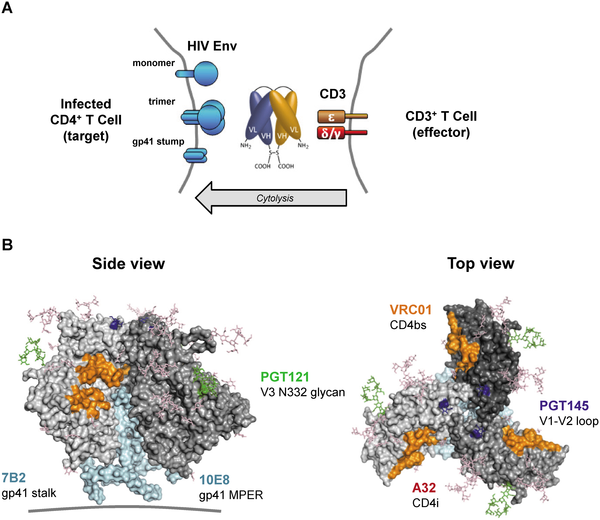 A
HIV Env
monomer
trimer
gp41 stump
Infected
CD4+ T Cell
(target)
CD3
ε
δ/γ
CD3+ T Cell
(effector)
VL
VH
VH
VL
NH2
NH2
S-S
COOH
COOH
Cytolysis
B
Side view
Top view
VRC01
CD4bs
PGT121
V3 N332 glycan
PGT145
V1-V2 loop
7B2
gp41 stalk
10E8
gp41 MPER
A32
CD4i